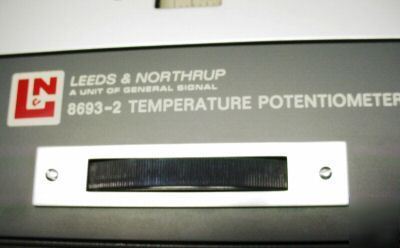 L&N
LEEDS & NORTHRUP
A UNIT OF GENERAL SIGNAL
8693-2 TEMPERATURE POTENTIOMETER